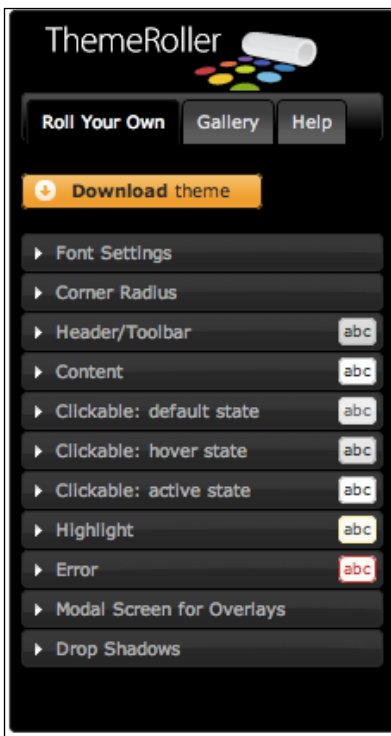 ThemeRoller
Roll Your Own Gallery Help
Download theme
Font Settings
Corner Radius
Header/Toolbar abc
Content abc
Clickable: default state abc
Clickable: hover state abc
Clickable: active state abc
Highlight abc
Error abc
Modal Screen for Overlays
Drop Shadows